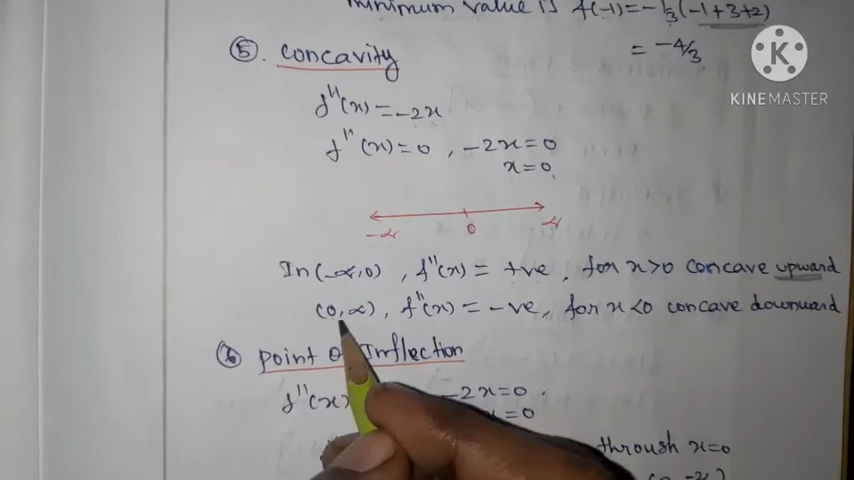 minimum value is f(-1)=-1/3(-1+3+2)
= -4/3
KINEMASTER
⑤. concavity
f''(x)=-2x
f''(x)=0, -2x=0
x=0.
-∝ 0 ∝
In (-∝,0), f''(x) = +ve, for x>0 concave upward
(0,∝), f''(x) = -ve, for x<0 concave downward
⑥ point of Inflection
f''(x) -2x=0.
x=0
through x=0